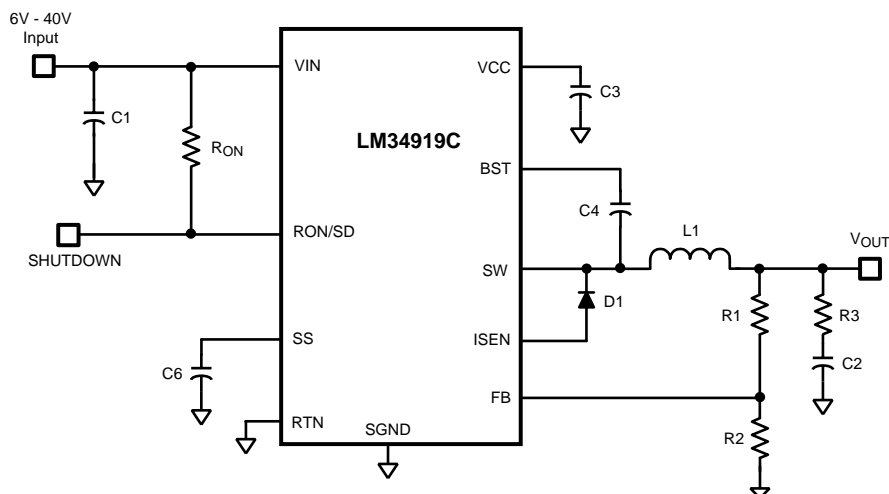 6V - 40V
Input
VIN
VCC
C3
C1
LM34919C
RON
BST
C4
L1
VOUT
SHUTDOWN
RON/SD
SW
D1
R1
R3
ISEN
C2
SS
C6
FB
R2
RTN
SGND